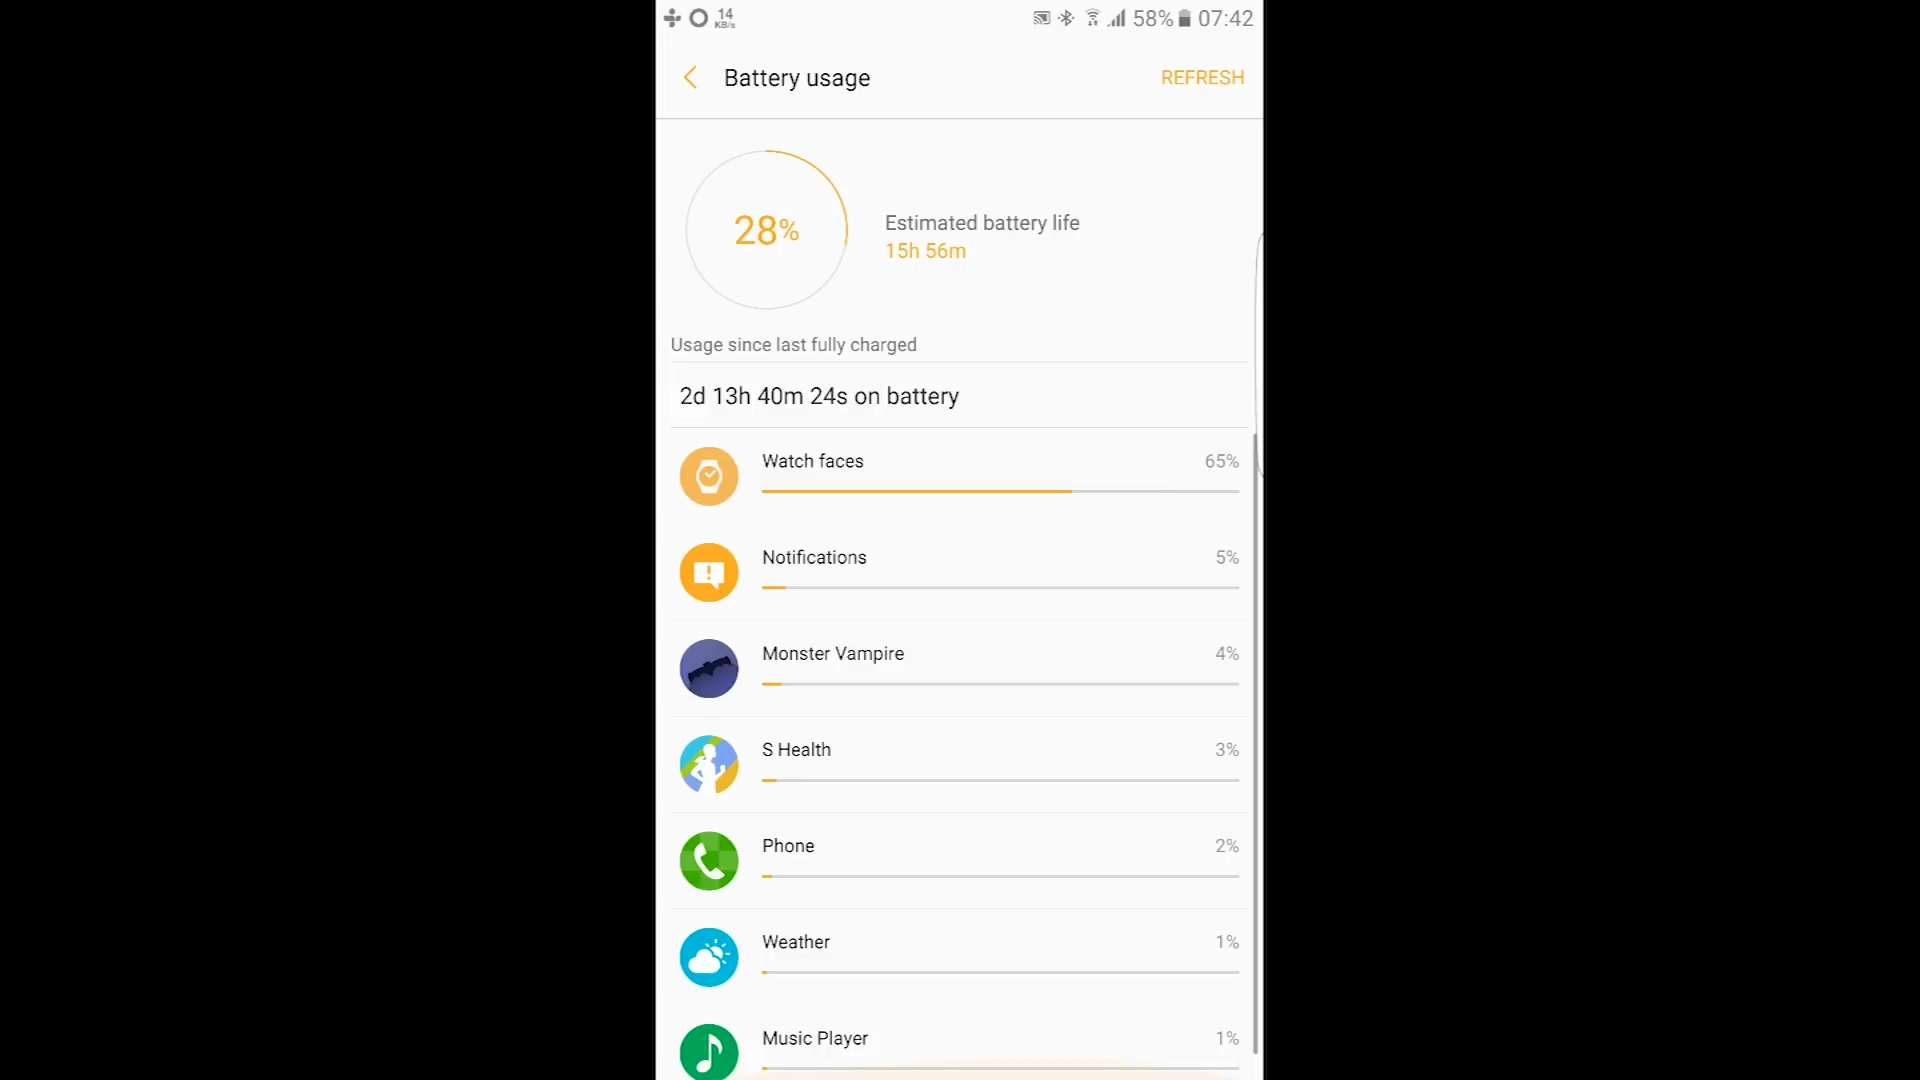 14
KB/s
58%
07:42
Battery usage
REFRESH
28%
Estimated battery life
15h 56m
Usage since last fully charged
2d 13h 40m 24s on battery
Watch faces
65%
Notifications
5%
Monster Vampire
4%
S Health
3%
Phone
2%
Weather
1%
Music Player
1%